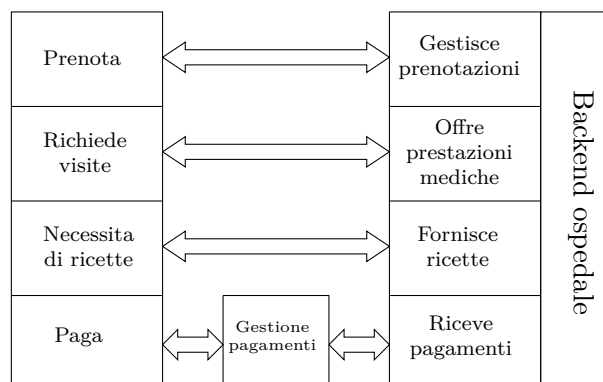 Prenota
Gestisce
prenotazioni
Richiede
visite
Offre
prestazioni
mediche
Necessita
di ricette
Fornisce
ricette
Paga
Gestione
pagamenti
Riceve
pagamenti
Backend ospedale